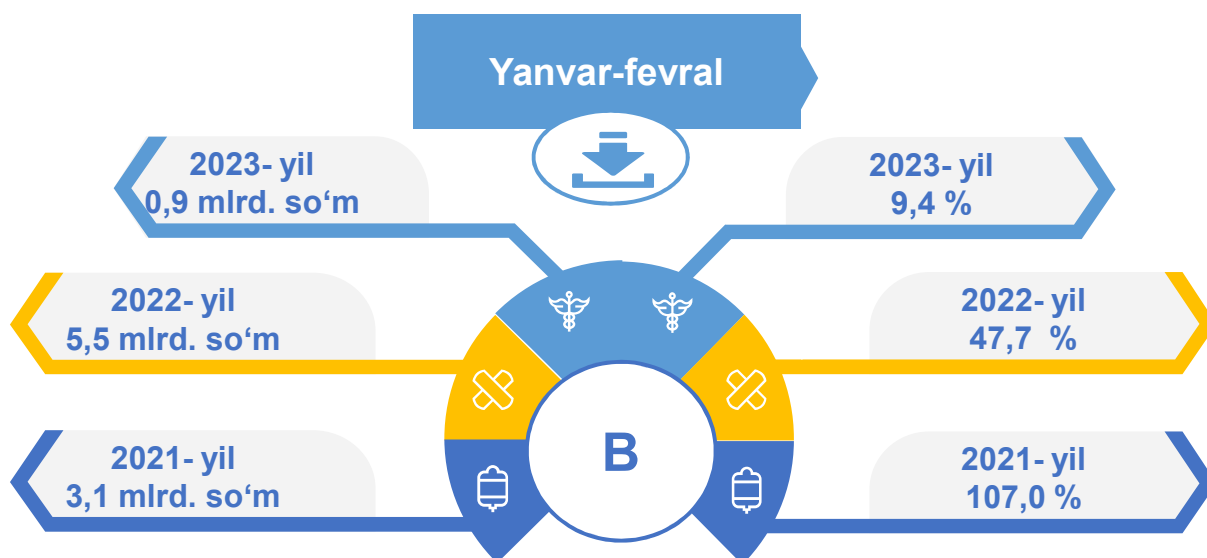 Yanvar-fevral
2023- yil
0,9 mlrd. so‘m
2023- yil
9,4 %
2022- yil
5,5 mlrd. so‘m
2022- yil
47,7 %
B
2021- yil
3,1 mlrd. so‘m
2021- yil
107,0 %